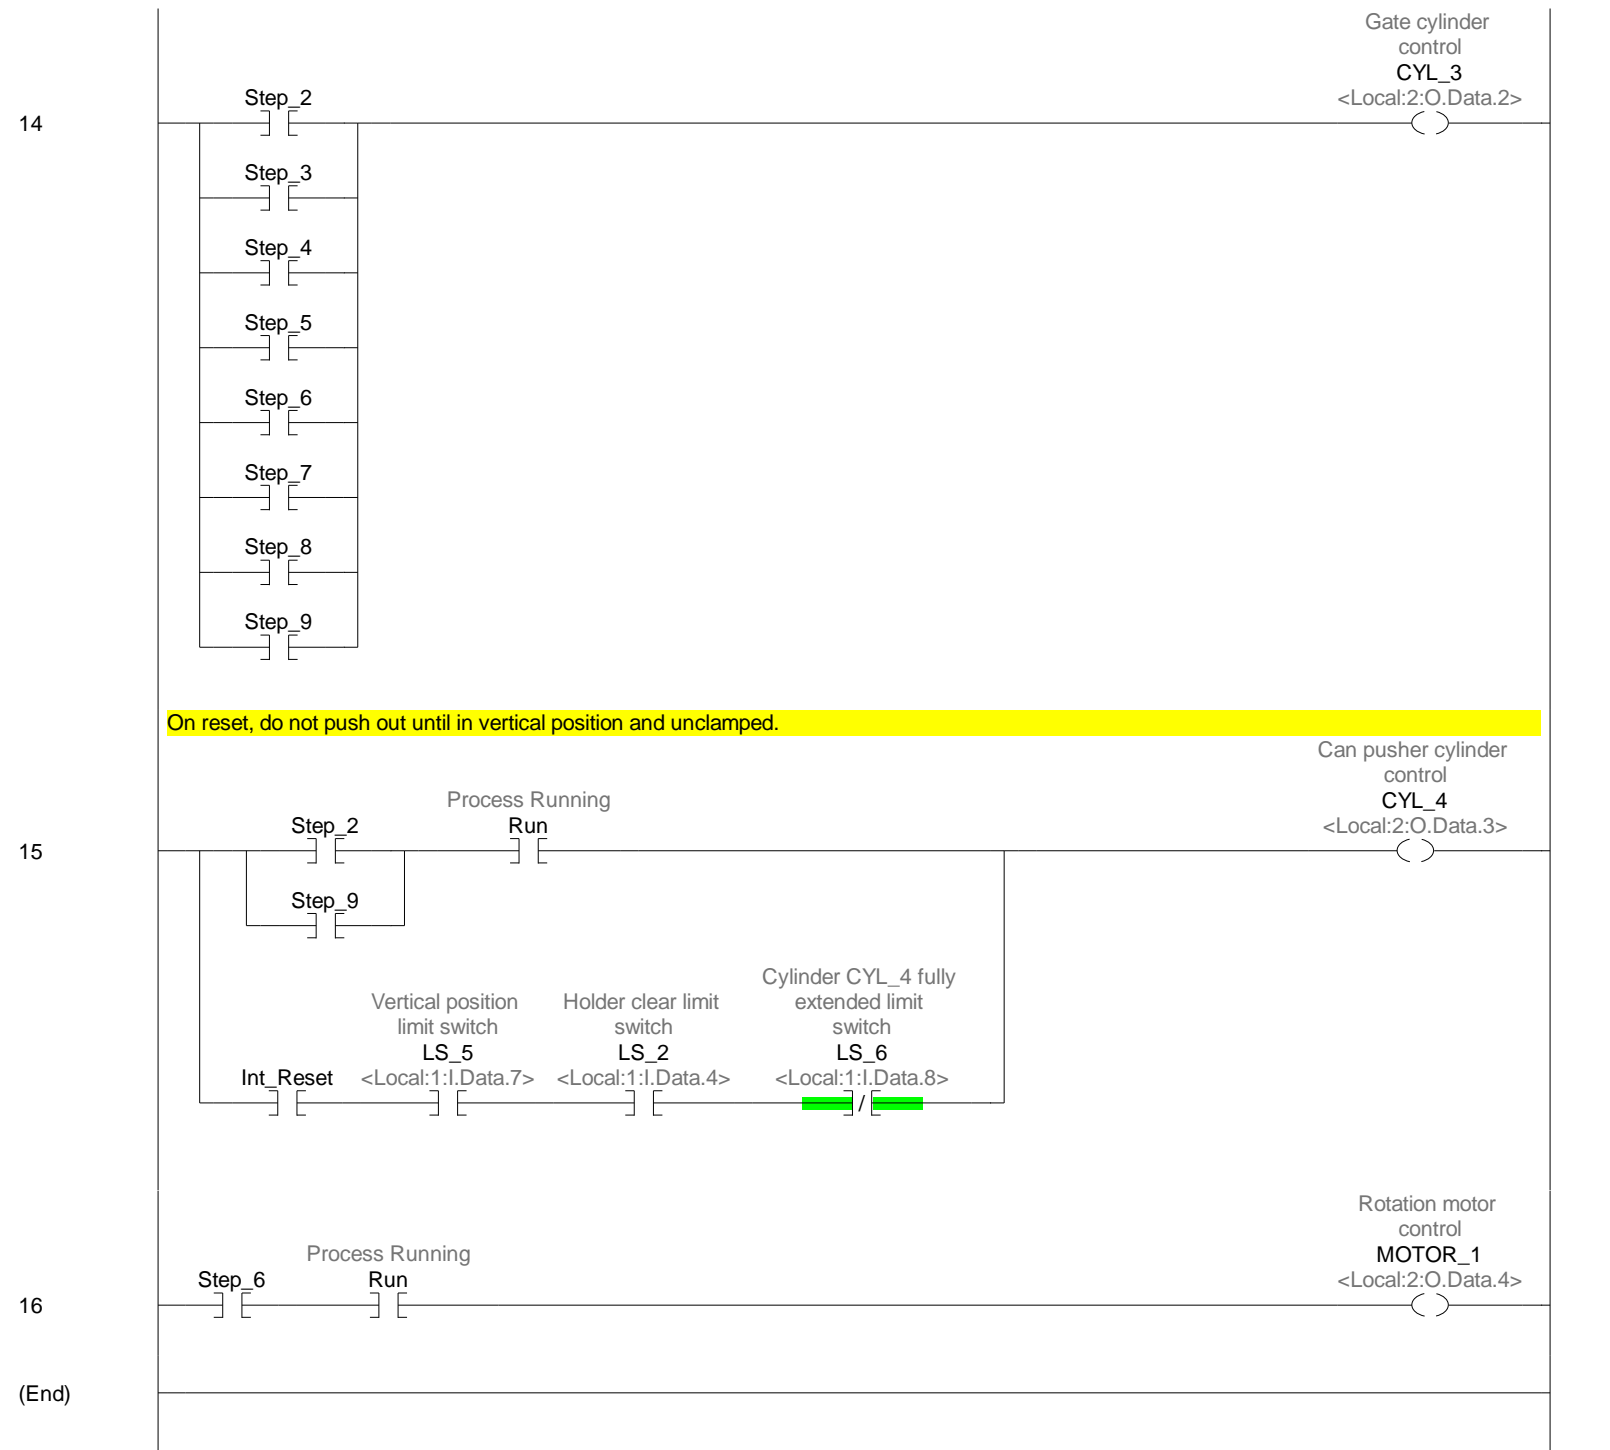 Gate cylinder
control
CYL_3
<Local:2:O.Data.2>
14
Step_2
Step_3
Step_4
Step_5
Step_6
Step_7
Step_8
Step_9
On reset, do not push out until in vertical position and unclamped.
Can pusher cylinder
control
CYL_4
<Local:2:O.Data.3>
15
Step_2
Process Running
Run
Step_9
Int_Reset
Vertical position
limit switch
LS_5
<Local:1:I.Data.7>
Holder clear limit
switch
LS_2
<Local:1:I.Data.4>
Cylinder CYL_4 fully
extended limit
switch
LS_6
<Local:1:I.Data.8>
/
Rotation motor
control
MOTOR_1
<Local:2:O.Data.4>
16
Step_6
Process Running
Run
(End)